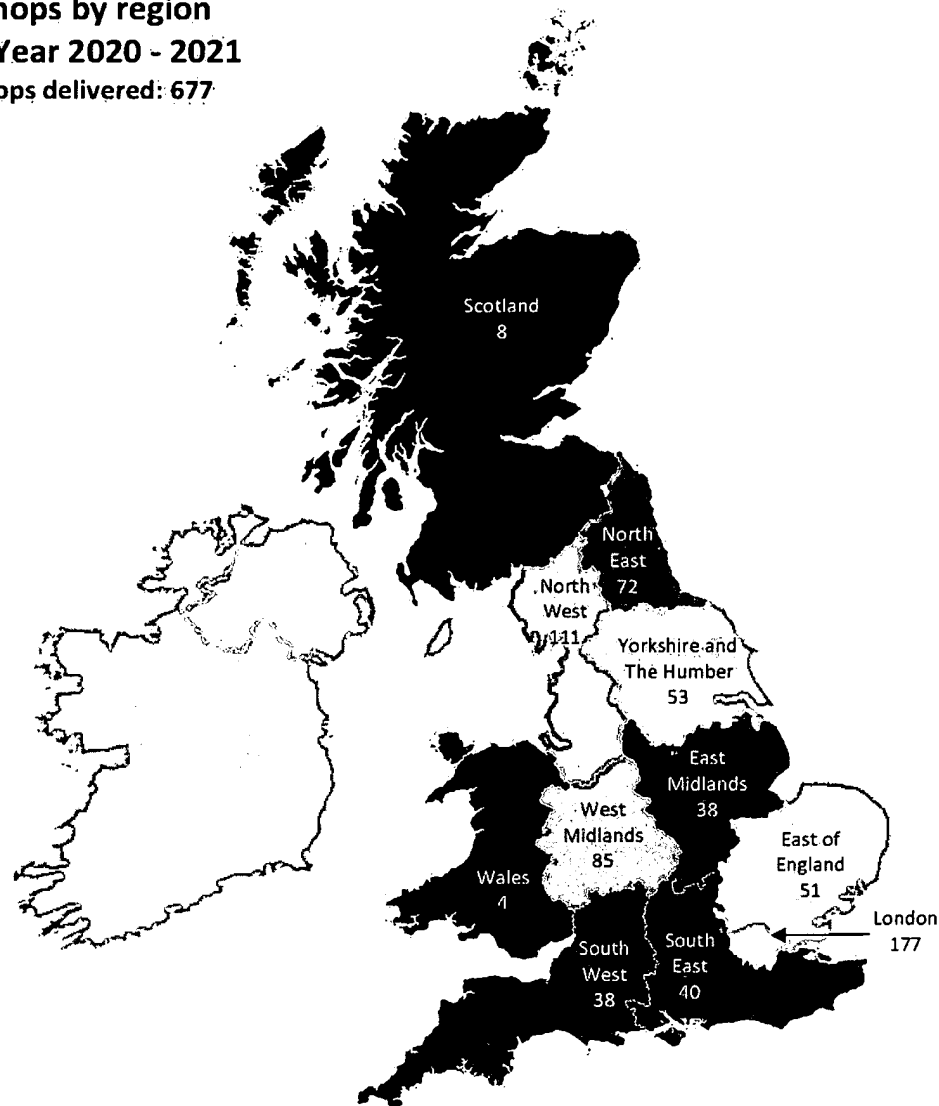 hops by region
Year 2020 - 2021
ops delivered: 677
Scotland
8
North
East
72
North
West
111
Yorkshire and
The Humber
53
East
Midlands
38
West
Midlands
85
East of
England
51
Wales
4
London
177
South
West
38
South
East
40